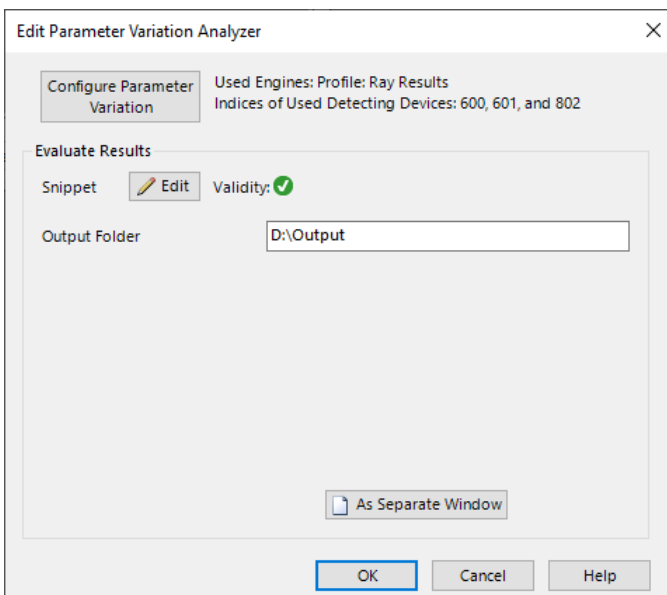 Edit Parameter Variation Analyzer
Configure Parameter
Variation
Used Engines: Profile: Ray Results
Indices of Used Detecting Devices: 600, 601, and 802
Evaluate Results
Snippet
Edit
Validity:
Output Folder
D:\Output
As Separate Window
OK
Cancel
Help